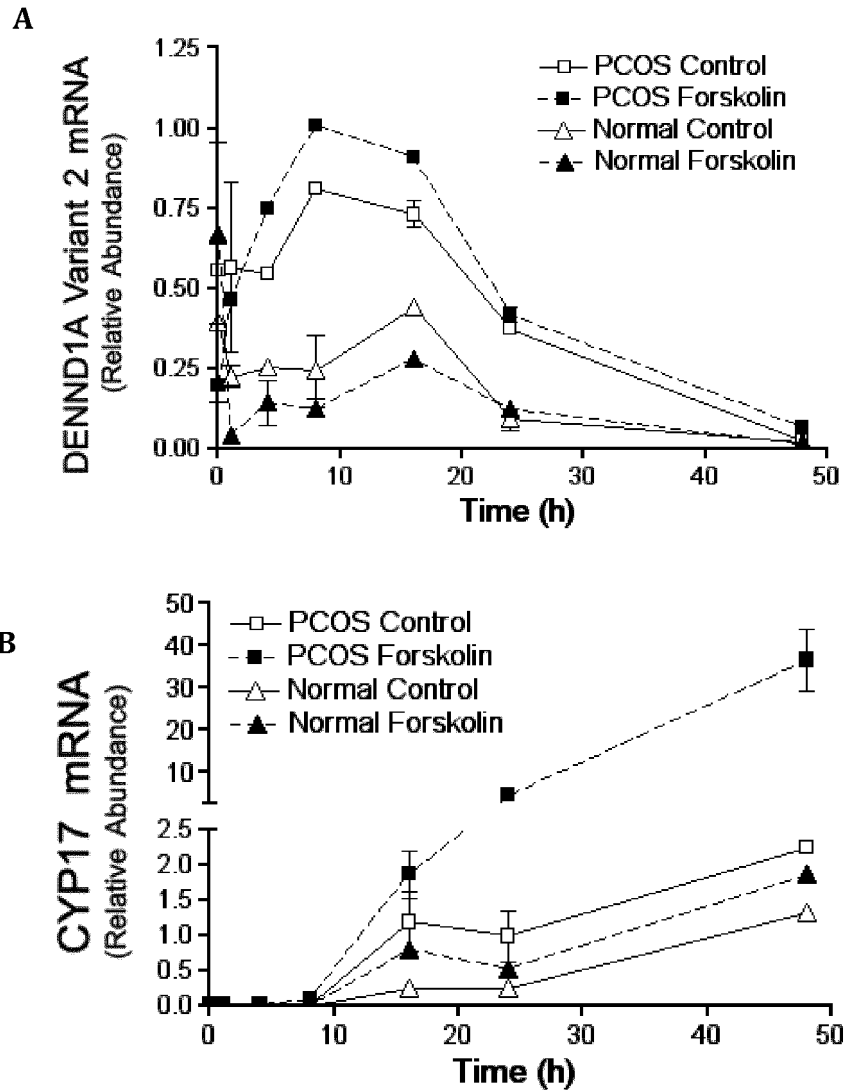 A
DENND1A Variant 2 mRNA
(Relative Abundance)
1.25
1.00
0.75
0.50
0.25
0.00
PCOS Control
PCOS Forskolin
Normal Control
Normal Forskolin
0
10
20
30
40
50
Time (h)
B
CYP17 mRNA
(Relative Abundance)
50
40
30
20
10
2.5
2.0
1.5
1.0
0.5
0.0
PCOS Control
PCOS Forskolin
Normal Control
Normal Forskolin
0
10
20
30
40
50
Time (h)